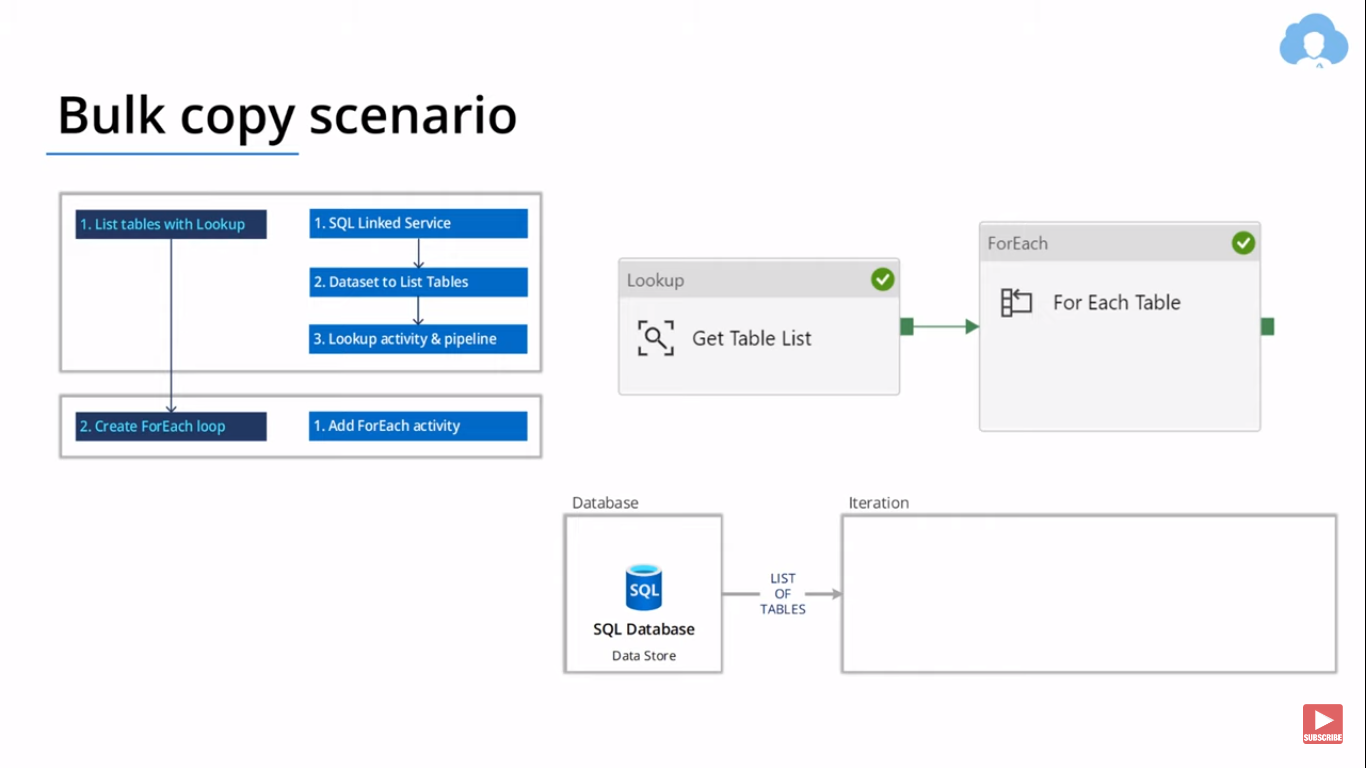 Bulk copy scenario
1. List tables with Lookup
1. SQL Linked Service
2. Dataset to List Tables
3. Lookup activity & pipeline
2. Create ForEach loop
1. Add ForEach activity
Lookup
Get Table List
ForEach
For Each Table
Database
SQL
SQL Database
Data Store
LIST
OF
TABLES
Iteration
SUBSCRIBE